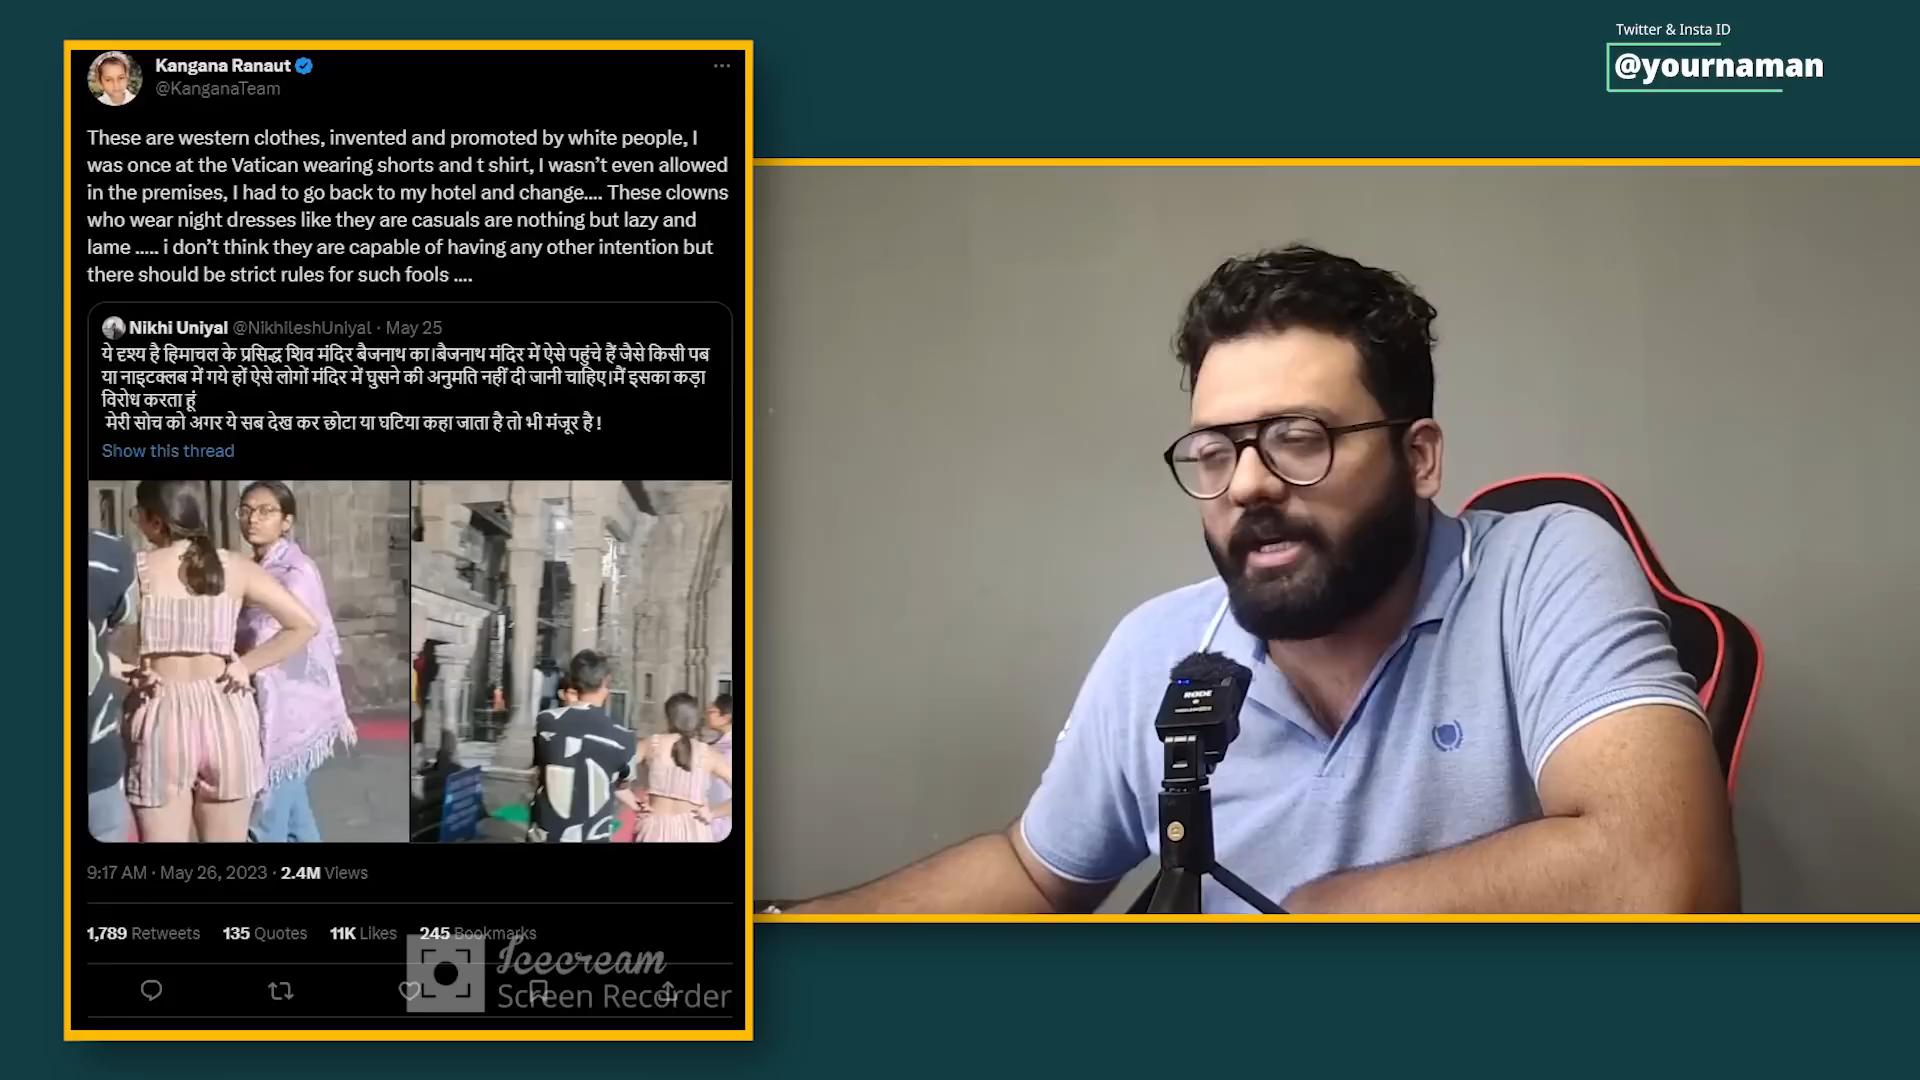 Twitter & Insta ID
@yournaman
Kangana Ranaut
@KanganaTeam
These are western clothes, invented and promoted by white people, I
was once at the Vatican wearing shorts and t shirt, I wasn’t even allowed
in the premises, I had to go back to my hotel and change.... These clowns
who wear night dresses like they are casuals are nothing but lazy and
lame ..... i don’t think they are capable of having any other intention but
there should be strict rules for such fools ....
Nikhi Uniyal @NikhileshUniyal · May 25
ये दृश्य है हिमाचल के प्रसिद्ध शिव मंदिर बैजनाथ का।बैजनाथ मंदिर में ऐसे पहुंचे हैं जैसे किसी पब
या नाइटक्लब में गये हों ऐसे लोगों मंदिर में घुसने की अनुमति नहीं दी जानी चाहिए।मैं इसका कड़ा
विरोध करता हूं
मेरी सोच को अगर ये सब देख कर छोटा या घटिया कहा जाता है तो भी मंजूर है !
Show this thread
9:17 AM · May 26, 2023 · 2.4M Views
1,789 Retweets 135 Quotes 11K Likes 245 Bookmarks
Icecream
Screen Recorder
RØDE